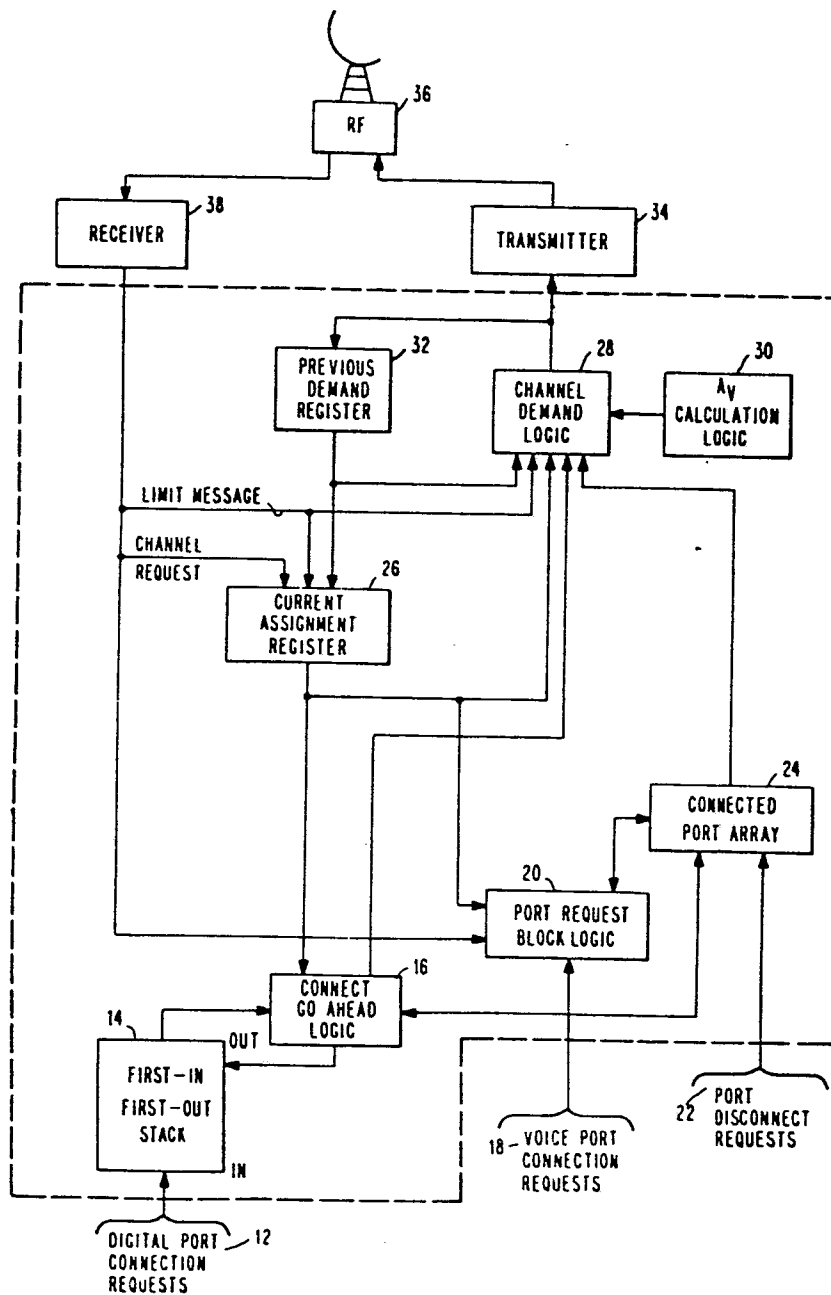 36
RF
38
RECEIVER
34
TRANSMITTER
32
PREVIOUS
DEMAND
REGISTER
28
CHANNEL
DEMAND
LOGIC
30
AV
CALCULATION
LOGIC
LIMIT MESSAGE
CHANNEL
REQUEST
26
CURRENT
ASSIGNMENT
REGISTER
24
CONNECTED
PORT ARRAY
20
PORT REQUEST
BLOCK LOGIC
16
CONNECT
GO AHEAD
LOGIC
14
OUT
FIRST-IN
FIRST-OUT
STACK
IN
22
PORT
DISCONNECT
REQUESTS
18
VOICE PORT
CONNECTION
REQUESTS
DIGITAL PORT
CONNECTION
REQUESTS
12